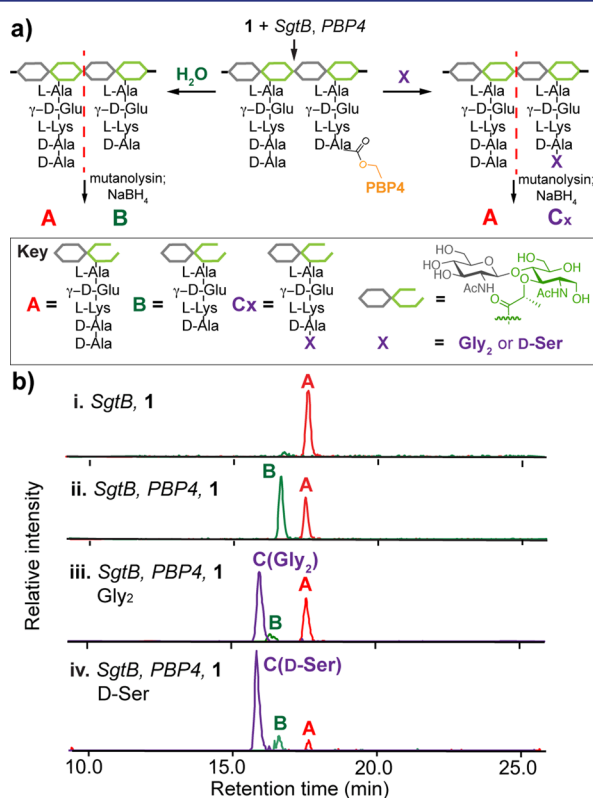 a)
1 + SgtB, PBP4
H₂O
X
L-Ala L-Ala
γ-D-Glu γ-D-Glu
L-Lys L-Lys
D-Ala D-Ala
D-Ala
L-Ala L-Ala
γ-D-Glu γ-D-Glu
L-Lys L-Lys
D-Ala D-Ala
D-Ala
O
O
PBP4
L-Ala L-Ala
γ-D-Glu γ-D-Glu
L-Lys L-Lys
D-Ala D-Ala
D-Ala X
mutanolysin;
NaBH₄
A B
mutanolysin;
NaBH₄
A Cx
Key
A =
L-Ala
γ-D-Glu
L-Lys
D-Ala
D-Ala
B =
L-Ala
γ-D-Glu
L-Lys
D-Ala
Cx =
L-Ala
γ-D-Glu
L-Lys
D-Ala
X
=
HO
HO
HO
AcNH
O
HO
OH
O
AcN
H
OH
O
X = Gly₂ or D-Ser
b)
Relative intensity
i. SgtB, 1
A
ii. SgtB, PBP4, 1
B
A
iii. SgtB, PBP4, 1
Gly₂
C(Gly₂)
B
A
iv. SgtB, PBP4, 1
D-Ser
C(D-Ser)
B
A
10.0 15.0 20.0 25.0
Retention time (min)